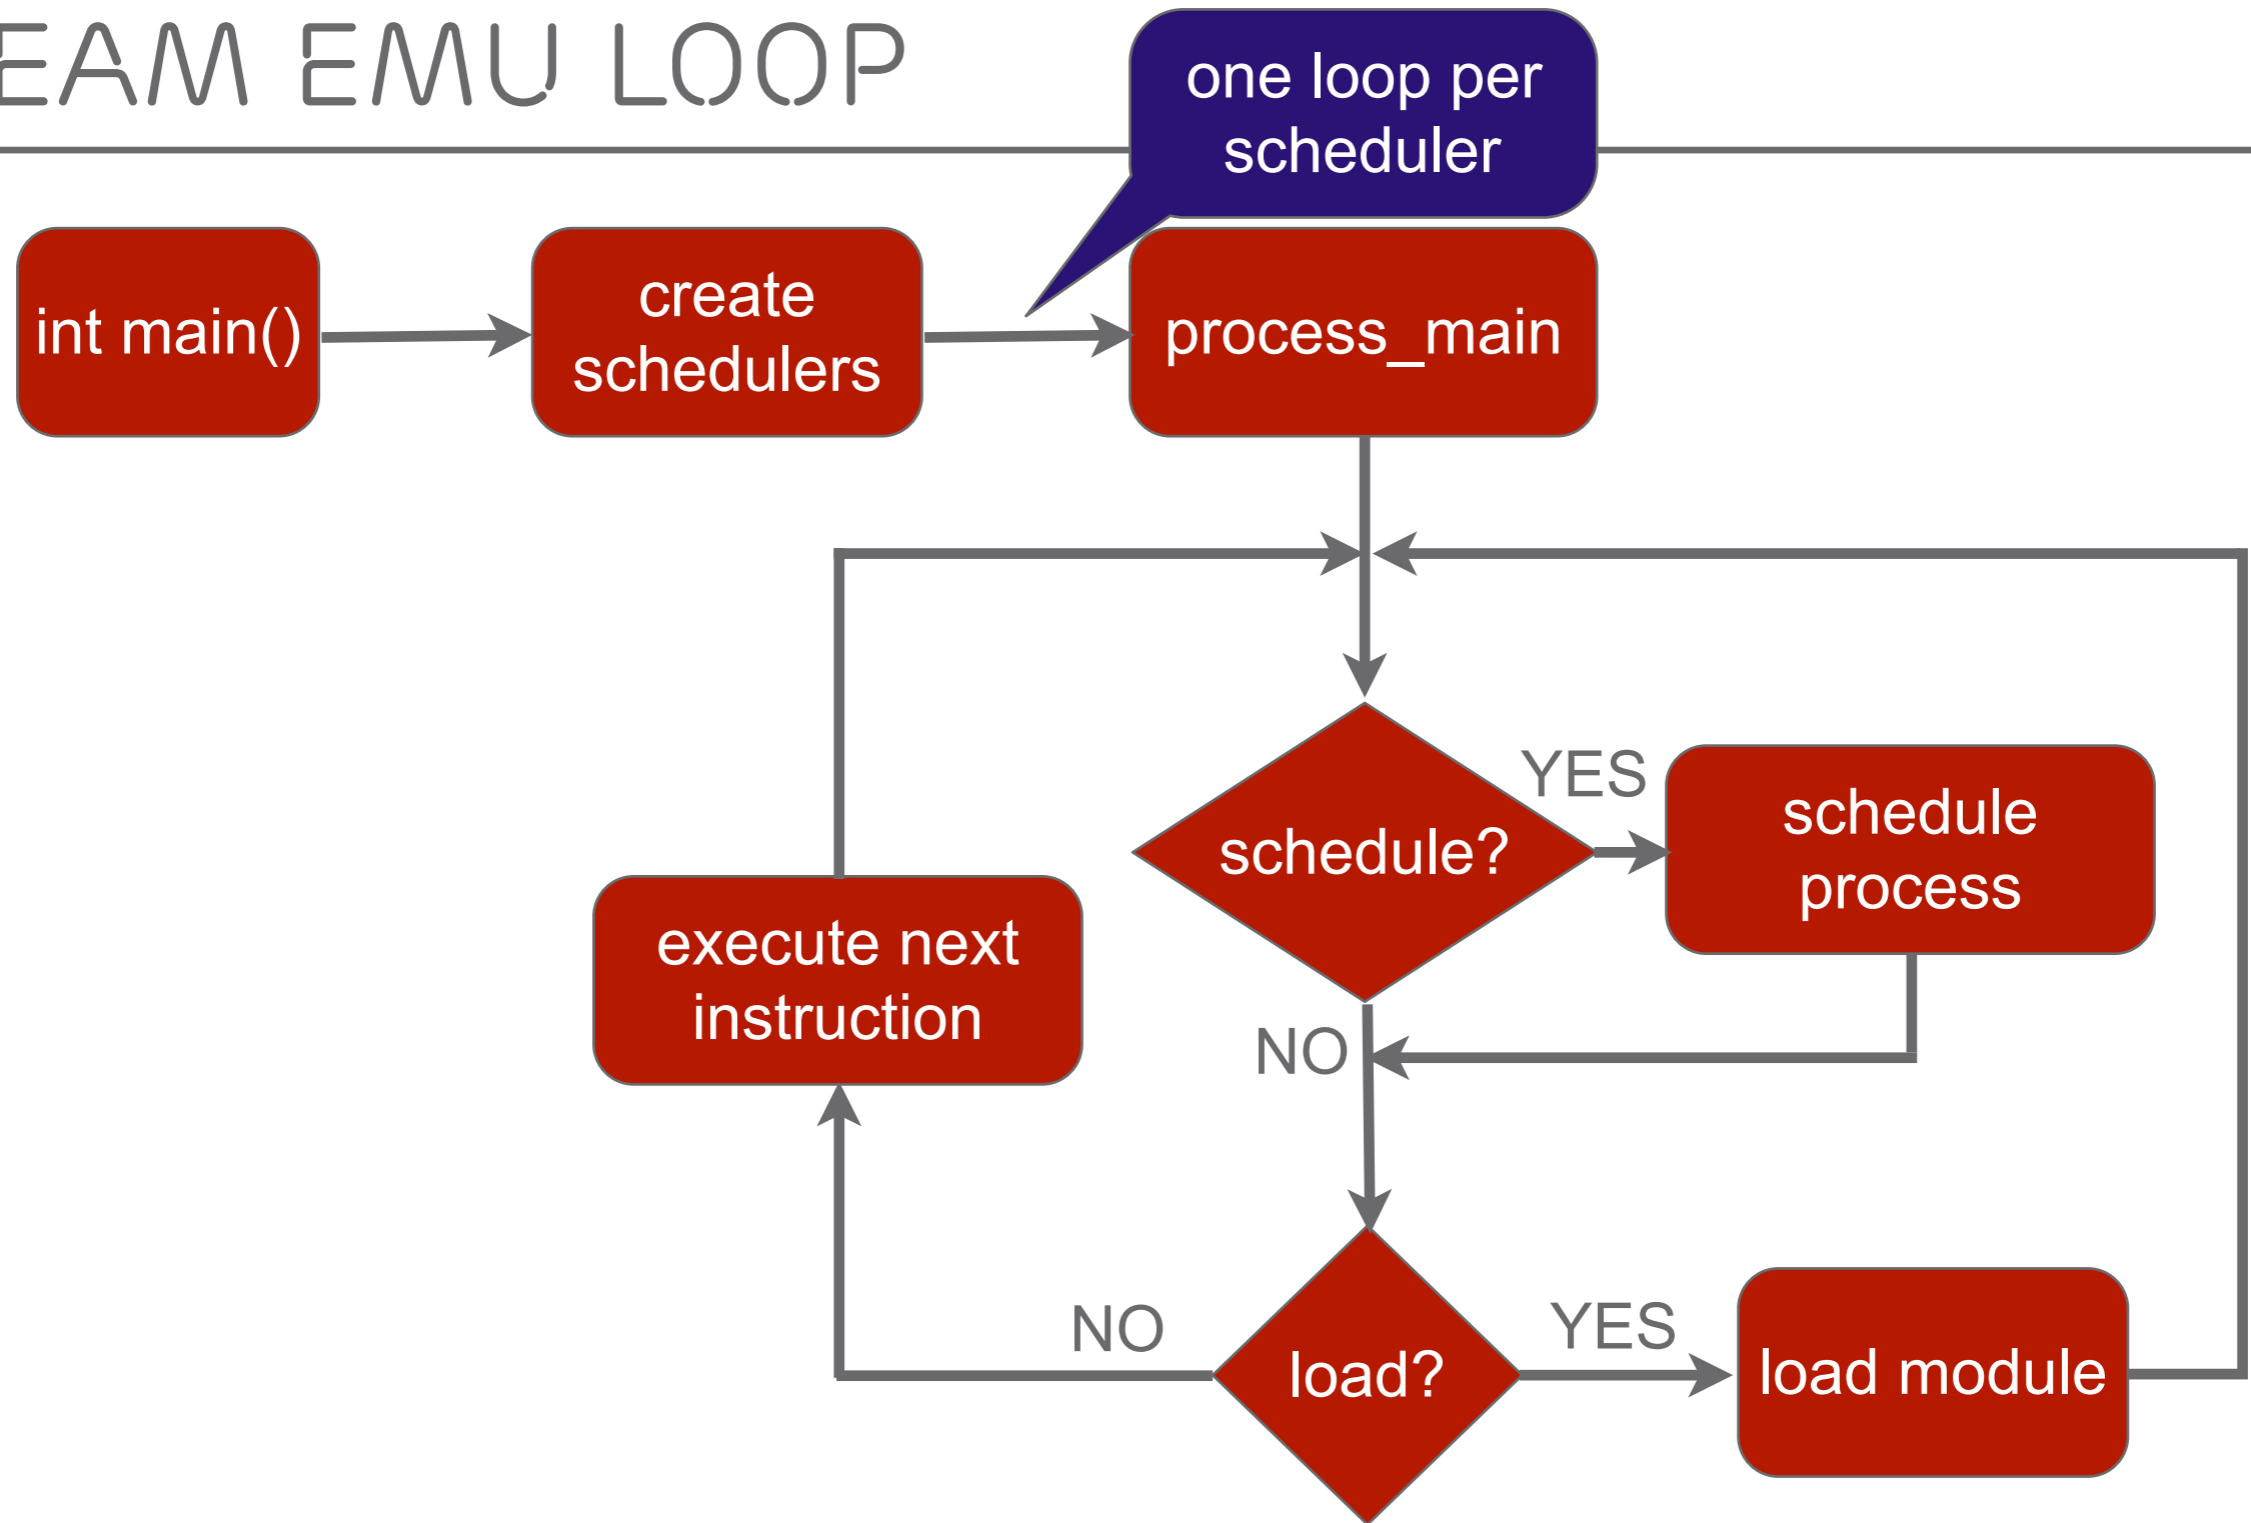 EAM EMU LOOP
one loop per
scheduler
int main()
create
schedulers
process_main
schedule?
YES
schedule
process
execute next
instruction
NO
NO
load?
YES
load module